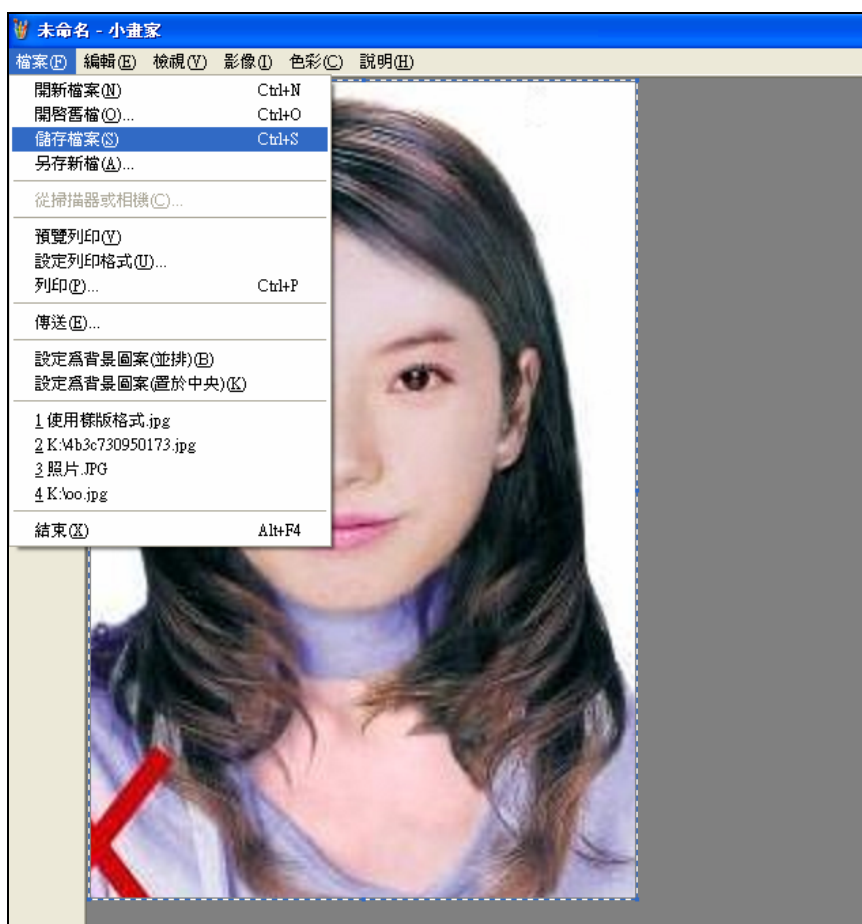 未命名 - 小畫家
檔案(F) 編輯(E) 檢視(V) 影像(I) 色彩(C) 說明(H)
開新檔案(N) Ctrl+N
開啓舊檔(O)... Ctrl+O
儲存檔案(S) Ctrl+S
另存新檔(A)...
從掃描器或相機(C)...
預覽列印(V)
設定列印格式(U)...
列印(P)... Ctrl+P
傳送(E)...
設定爲背景圖案(並排)(B)
設定爲背景圖案(置於中央)(K)
1 使用樣版格式.jpg
2 K:\4b3c730950173.jpg
3 照片.JPG
4 K:\oo.jpg
結束(X) Alt+F4